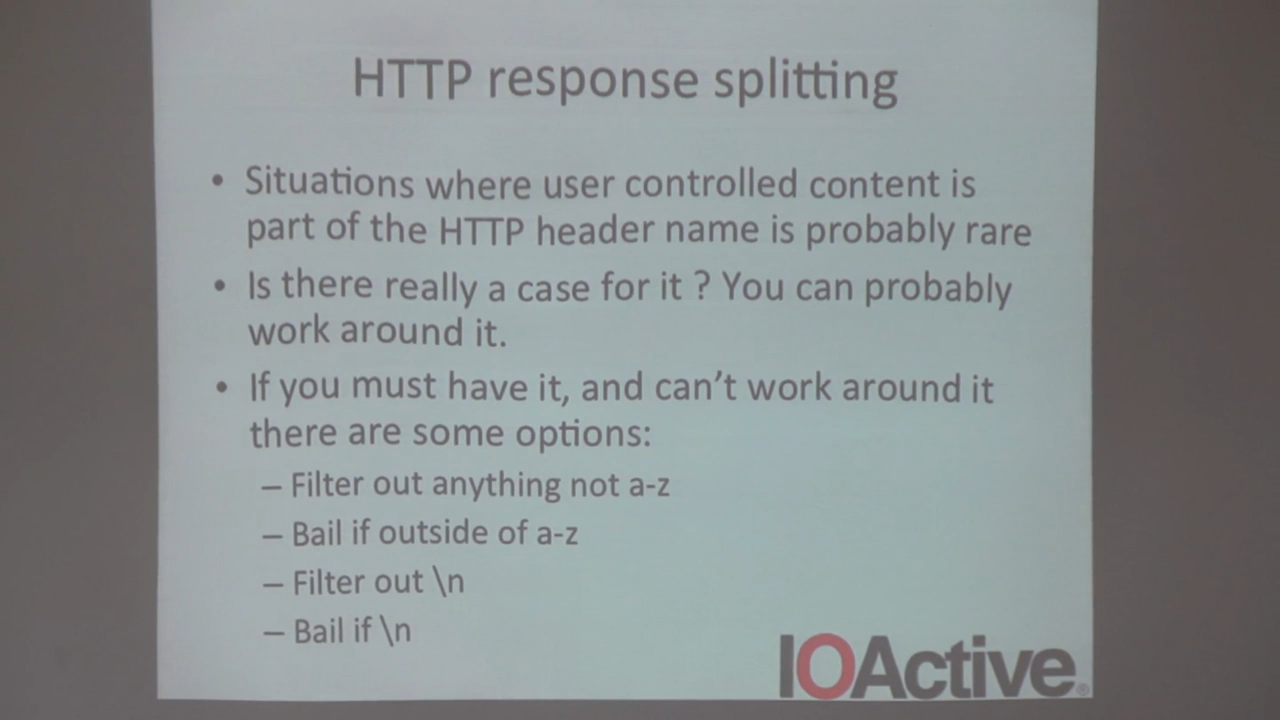 HTTP response splitting
• Situations where user controlled content is
part of the HTTP header name is probably rare
• Is there really a case for it ? You can probably
work around it.
• If you must have it, and can't work around it
there are some options:
– Filter out anything not a-z
– Bail if outside of a-z
– Filter out \n
– Bail if \n
IOActive®